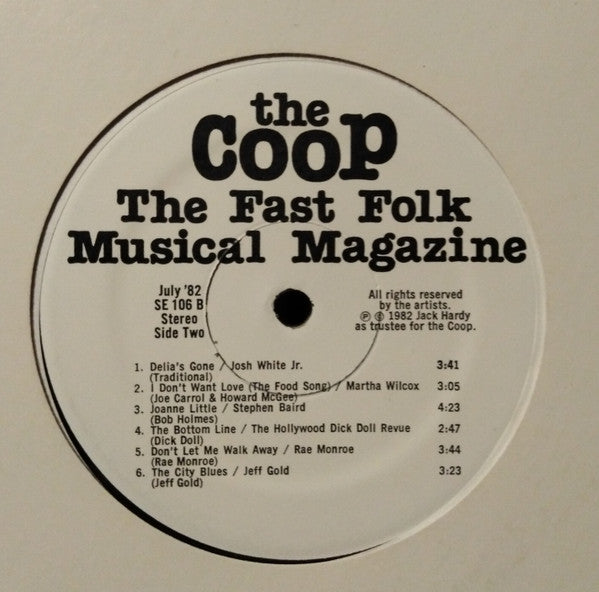 the
Coop
The Fast Folk
Musical Magazine
July '82
SE 106 B
Stereo
Side Two
All rights reserved
by the artists.
Ⓟ © 1982 Jack Hardy
as trustee for the Coop.
1. Delia's Gone / Josh White Jr. 3:41
(Traditional)
2. I Don't Want Love (The Food Song) / Martha Wilcox 3:05
(Joe Carrol & Howard McGee)
3. Joanne Little / Stephen Baird 4:23
(Bob Holmes)
4. The Bottom Line / The Hollywood Dick Doll Revue 2:47
(Dick Doll)
5. Don't Let Me Walk Away / Rae Monroe 3:44
(Rae Monroe)
6. The City Blues / Jeff Gold 3:23
(Jeff Gold)